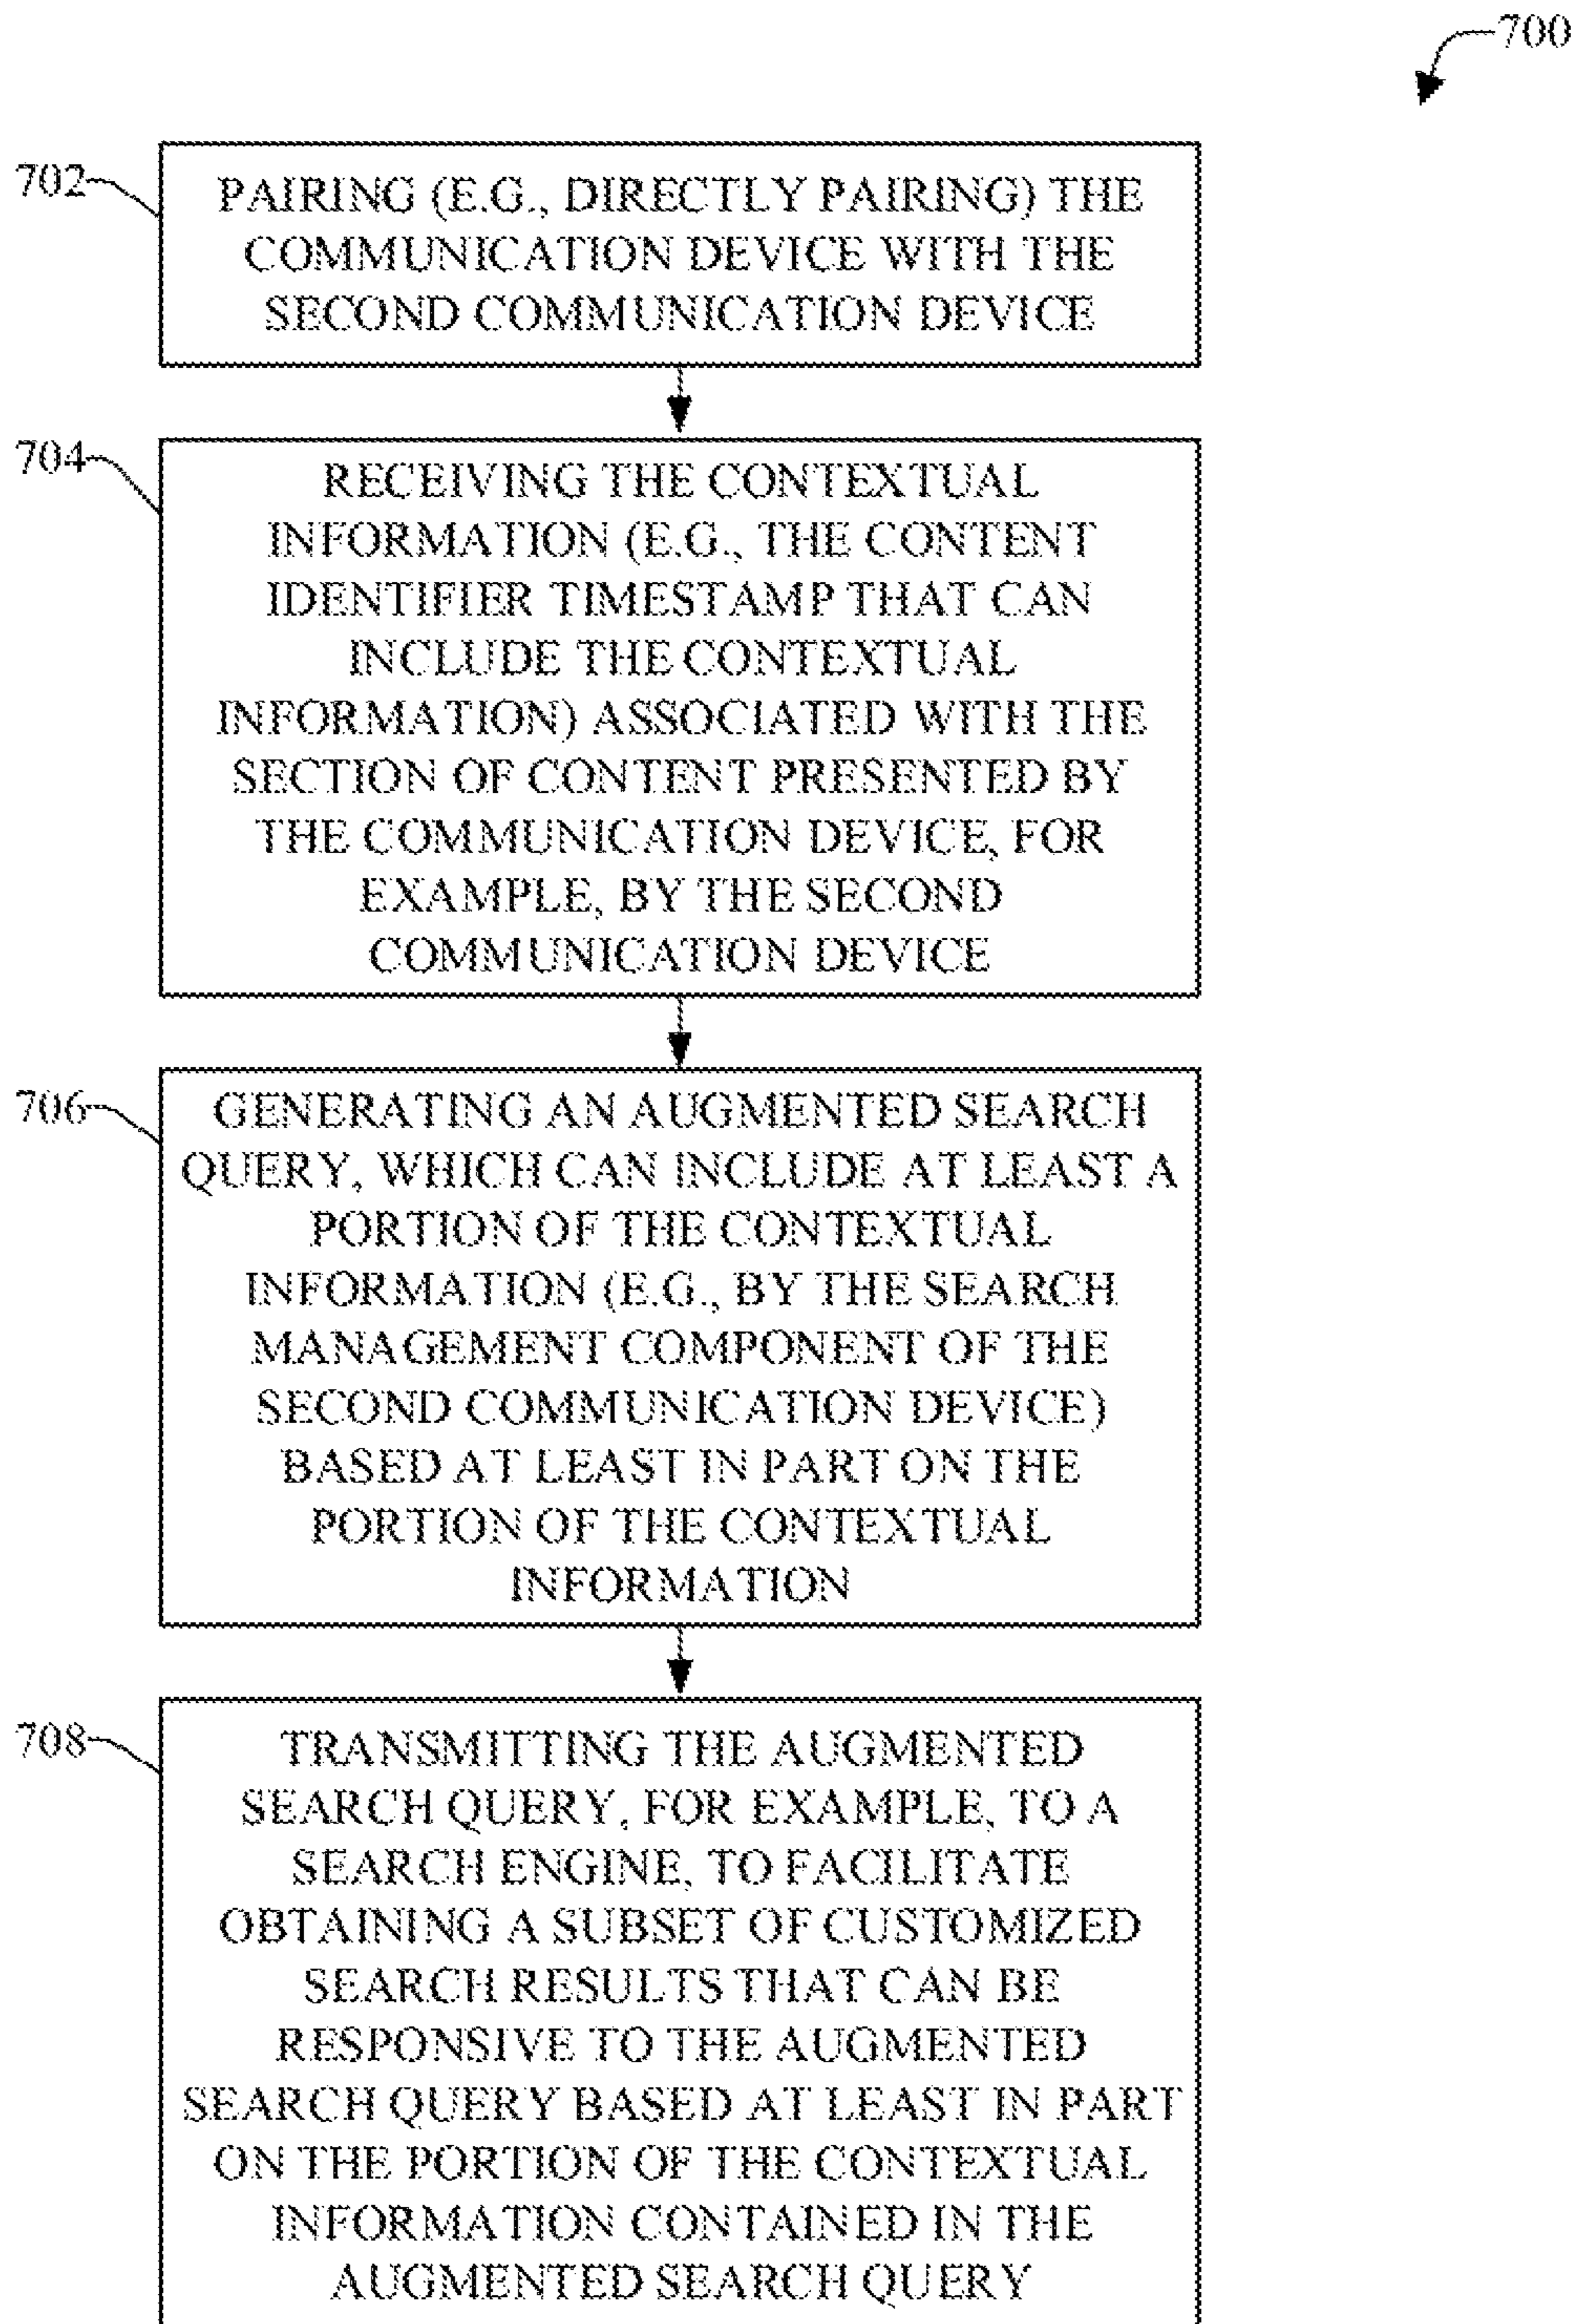 700
702
PAIRING (E.G., DIRECTLY PAIRING) THE
COMMUNICATION DEVICE WITH THE
SECOND COMMUNICATION DEVICE
704
RECEIVING THE CONTEXTUAL
INFORMATION (E.G., THE CONTENT
IDENTIFIER TIMESTAMP THAT CAN
INCLUDE THE CONTEXTUAL
INFORMATION) ASSOCIATED WITH THE
SECTION OF CONTENT PRESENTED BY
THE COMMUNICATION DEVICE, FOR
EXAMPLE, BY THE SECOND
COMMUNICATION DEVICE
706
GENERATING AN AUGMENTED SEARCH
QUERY, WHICH CAN INCLUDE AT LEAST A
PORTION OF THE CONTEXTUAL
INFORMATION (E.G., BY THE SEARCH
MANAGEMENT COMPONENT OF THE
SECOND COMMUNICATION DEVICE)
BASED AT LEAST IN PART ON THE
PORTION OF THE CONTEXTUAL
INFORMATION
708
TRANSMITTING THE AUGMENTED
SEARCH QUERY, FOR EXAMPLE, TO A
SEARCH ENGINE, TO FACILITATE
OBTAINING A SUBSET OF CUSTOMIZED
SEARCH RESULTS THAT CAN BE
RESPONSIVE TO THE AUGMENTED
SEARCH QUERY BASED AT LEAST IN PART
ON THE PORTION OF THE CONTEXTUAL
INFORMATION CONTAINED IN THE
AUGMENTED SEARCH QUERY